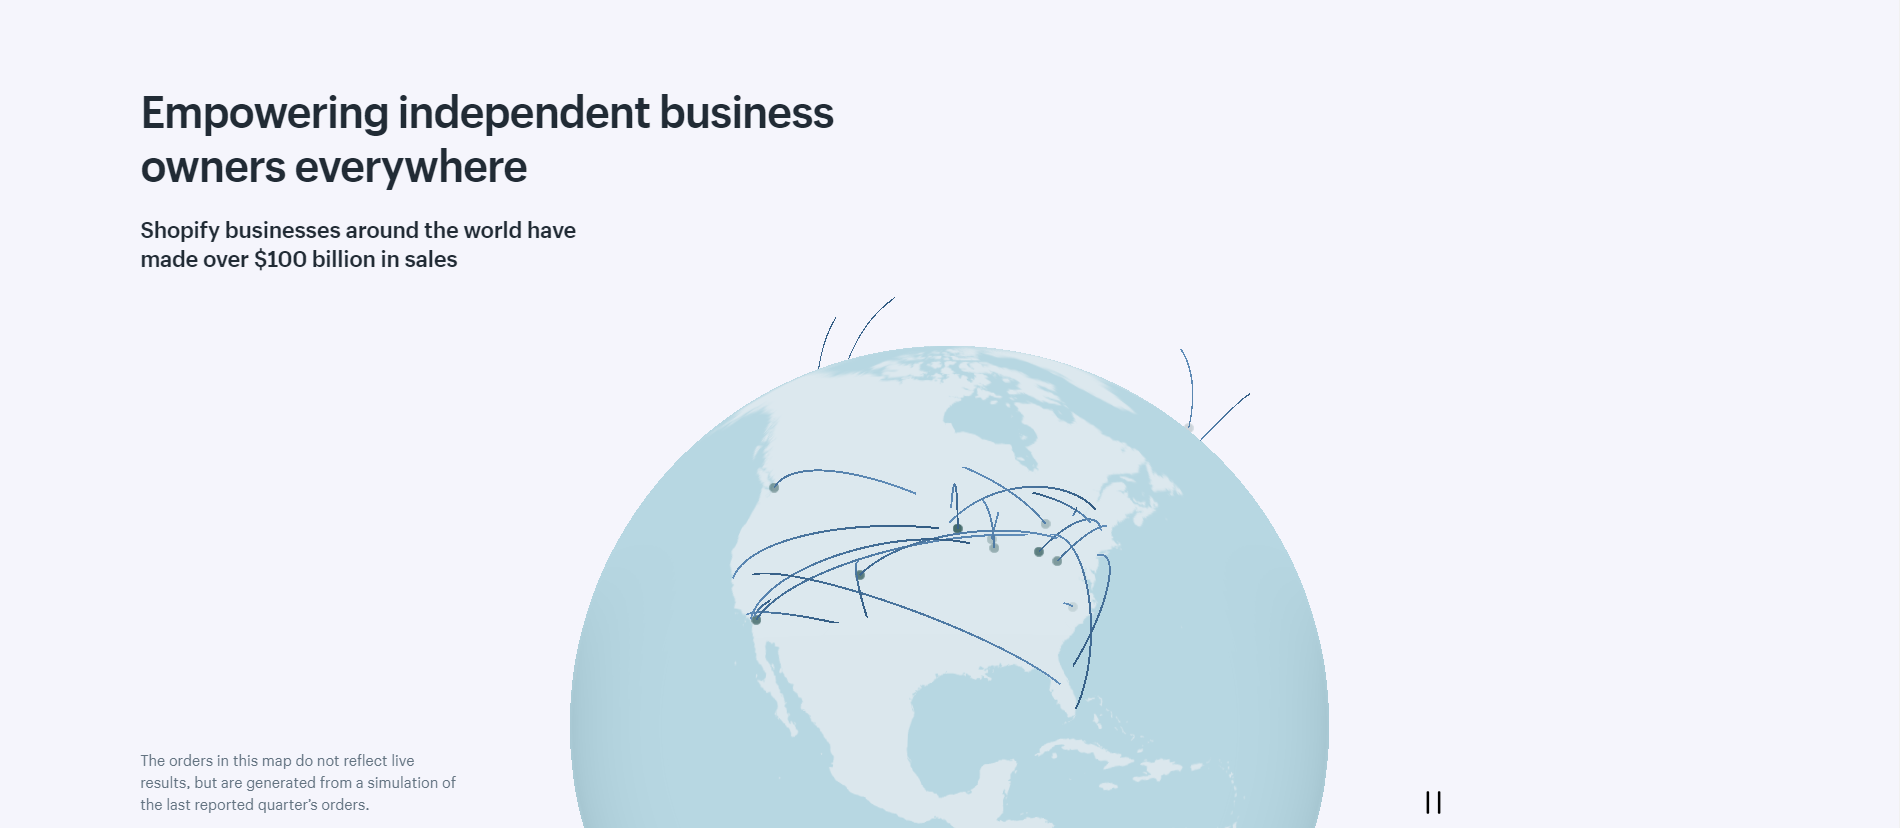 Empowering independent business
owners everywhere
Shopify businesses around the world have
made over $100 billion in sales
The orders in this map do not reflect live
results, but are generated from a simulation of
the last reported quarter's orders.